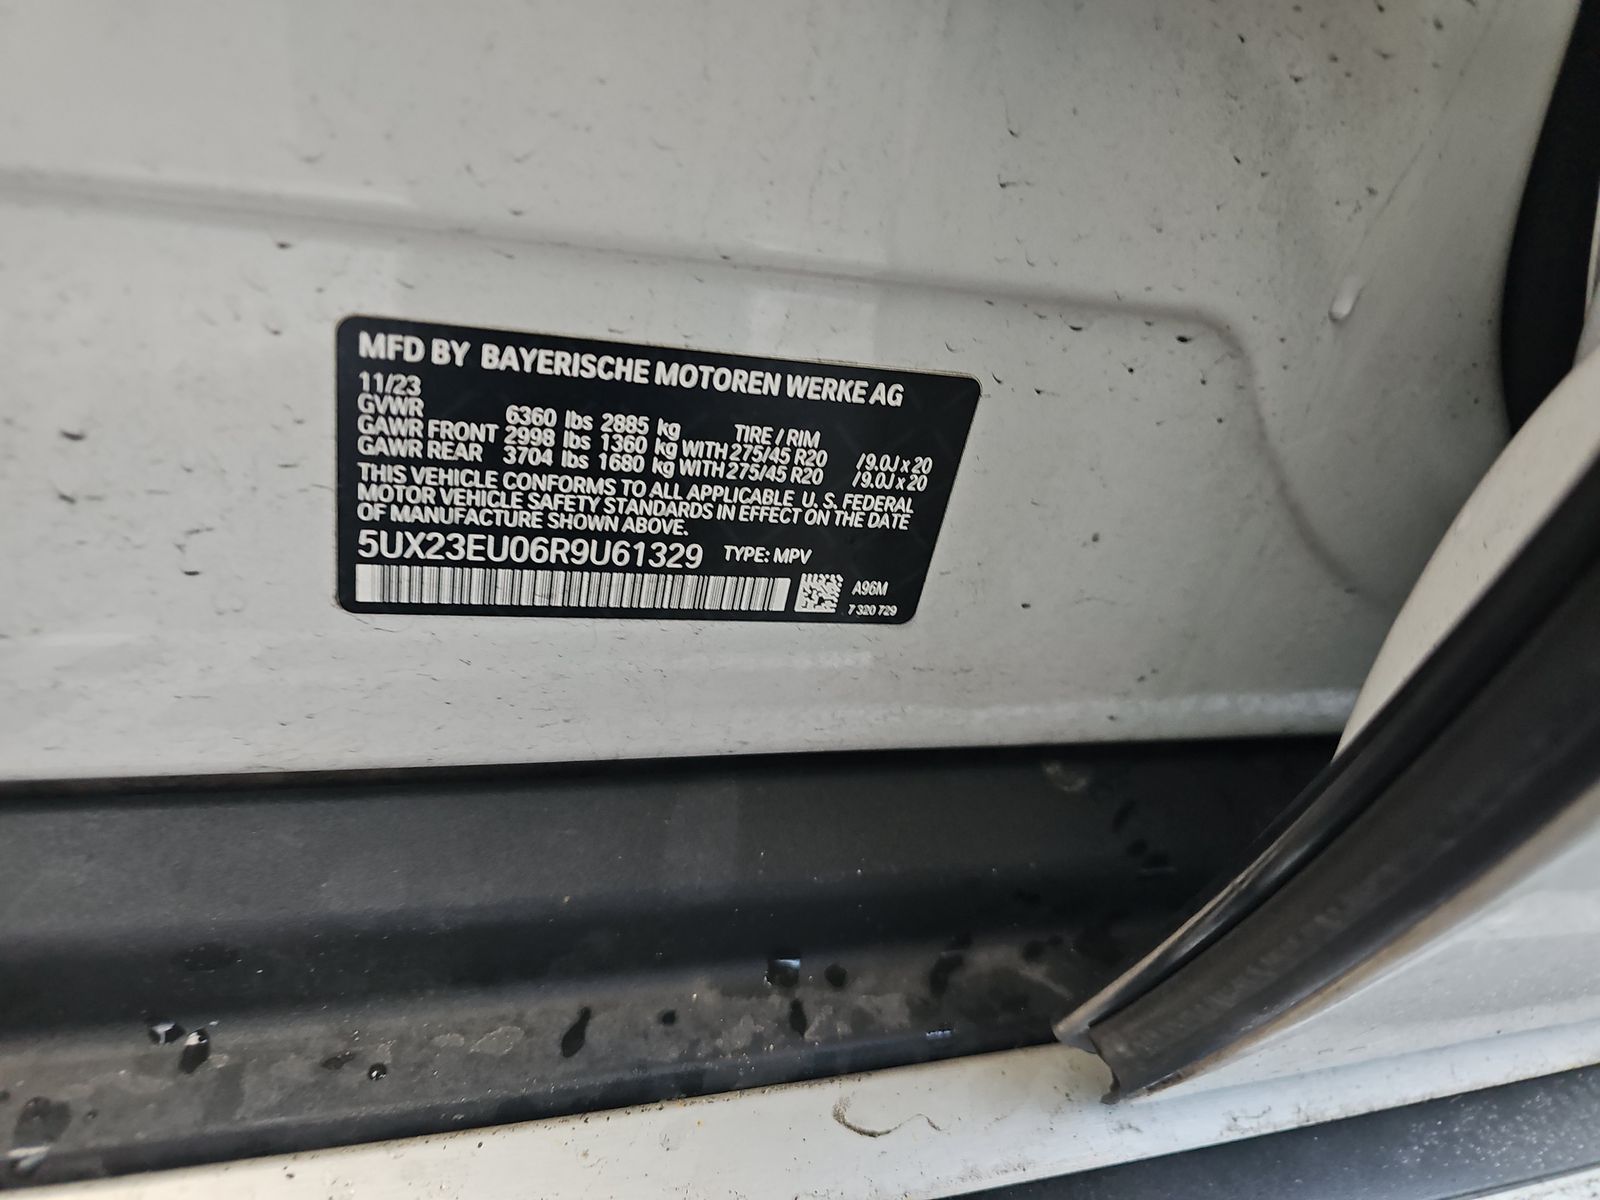 MFD BY BAYERISCHE MOTOREN WERKE AG
11/23
GVWR 6360 lbs 2885 kg TIRE / RIM
GAWR FRONT 2998 lbs 1360 kg WITH 275/45 R20 /9.0J x 20
GAWR REAR 3704 lbs 1680 kg WITH 275/45 R20 /9.0J x 20
THIS VEHICLE CONFORMS TO ALL APPLICABLE U. S. FEDERAL
MOTOR VEHICLE SAFETY STANDARDS IN EFFECT ON THE DATE
OF MANUFACTURE SHOWN ABOVE.
5UX23EU06R9U61329 TYPE: MPV
A96M
7 320 729